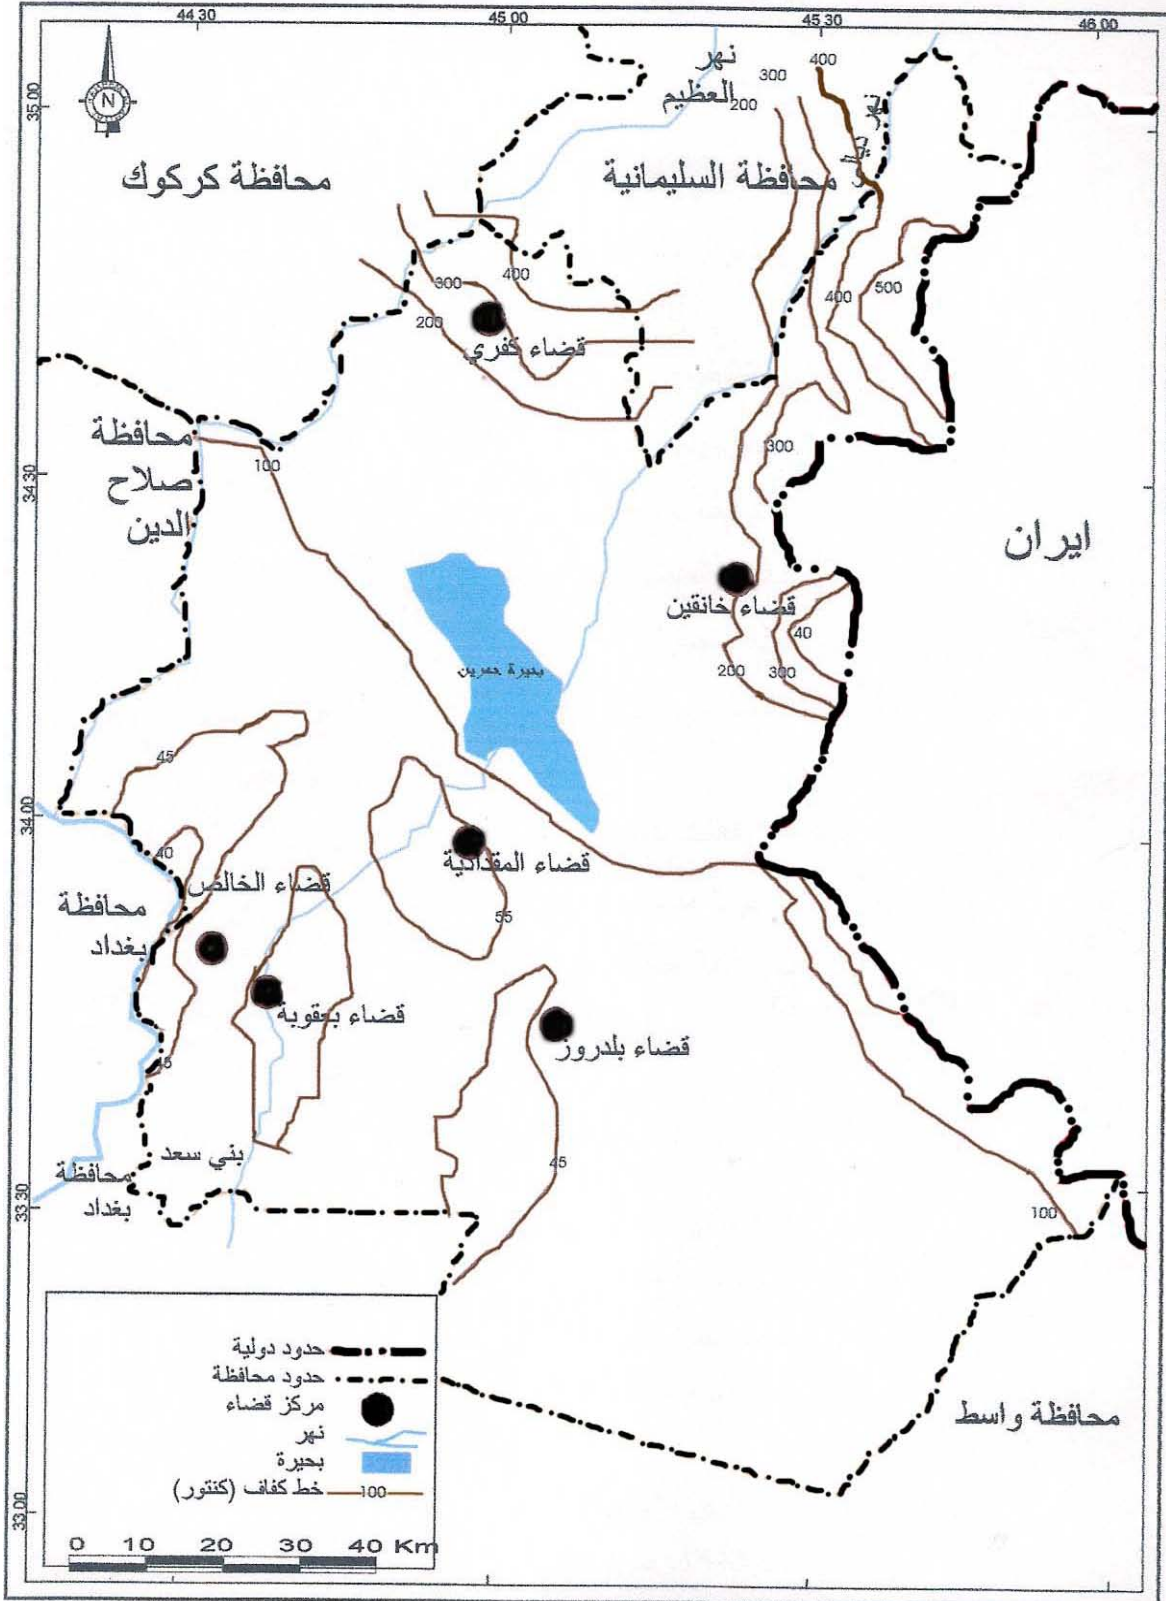 44 30
45 00
45 30
46 00
35 00
34 30
34 00
33 30
33 00
N
نهر
العظيم
200
300
400
نهر ديالى
محافظة كركوك
محافظة السليمانية
300
400
200
400
500
قضاء كفري
محافظة
صلاح
الدين
100
300
ايران
قضاء خانقين
40
200
300
بحيرة حمرين
45
40
قضاء المقدادية
قضاء الخالص
55
محافظة
بغداد
قضاء بعقوبة
قضاء بلدروز
45
بني سعد
45
محافظة
بغداد
100
محافظة واسط
حدود دولية
حدود محافظة
مركز قضاء
نهر
بحيرة
خط كفاف (كنتور)
100
0 10 20 30 40 Km